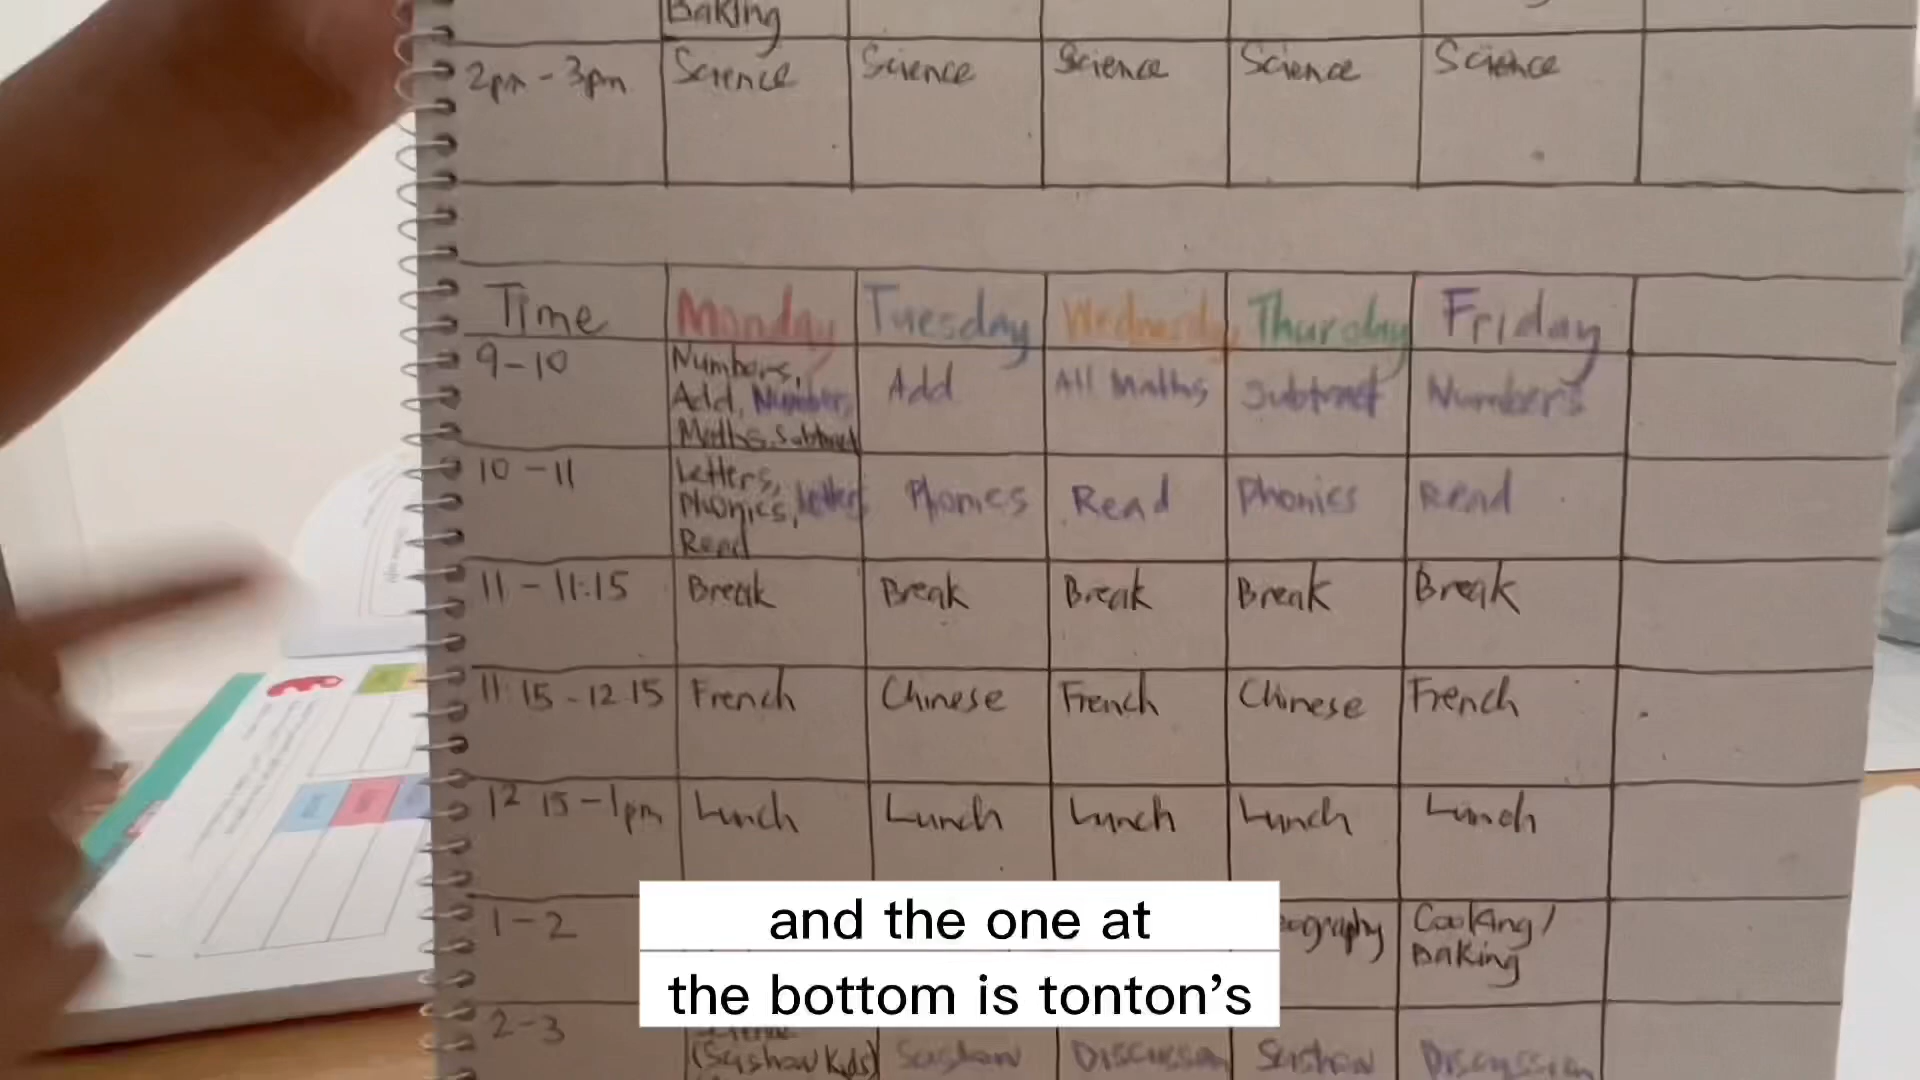 Baking
2pm - 3pm Science Science Science Science Science
Time Monday Tuesday Wednesday Thursday Friday
9-10 Numbers, Add All Maths Subtract Numbers
Add, Numbers,
Maths, Subtract
10-11 Letters, Phonics Read Phonics Read
Phonics, Letters
Read
11-11:15 Break Break Break Break Break
11:15-12.15 French Chinese French Chinese French
12 15-1pm Lunch Lunch Lunch Lunch Lunch
1-2 Cooking/
Baking
and the one at
the bottom is tonton's
2-3
(Scishow Kids) Scishow Discussion Scishow Discussion